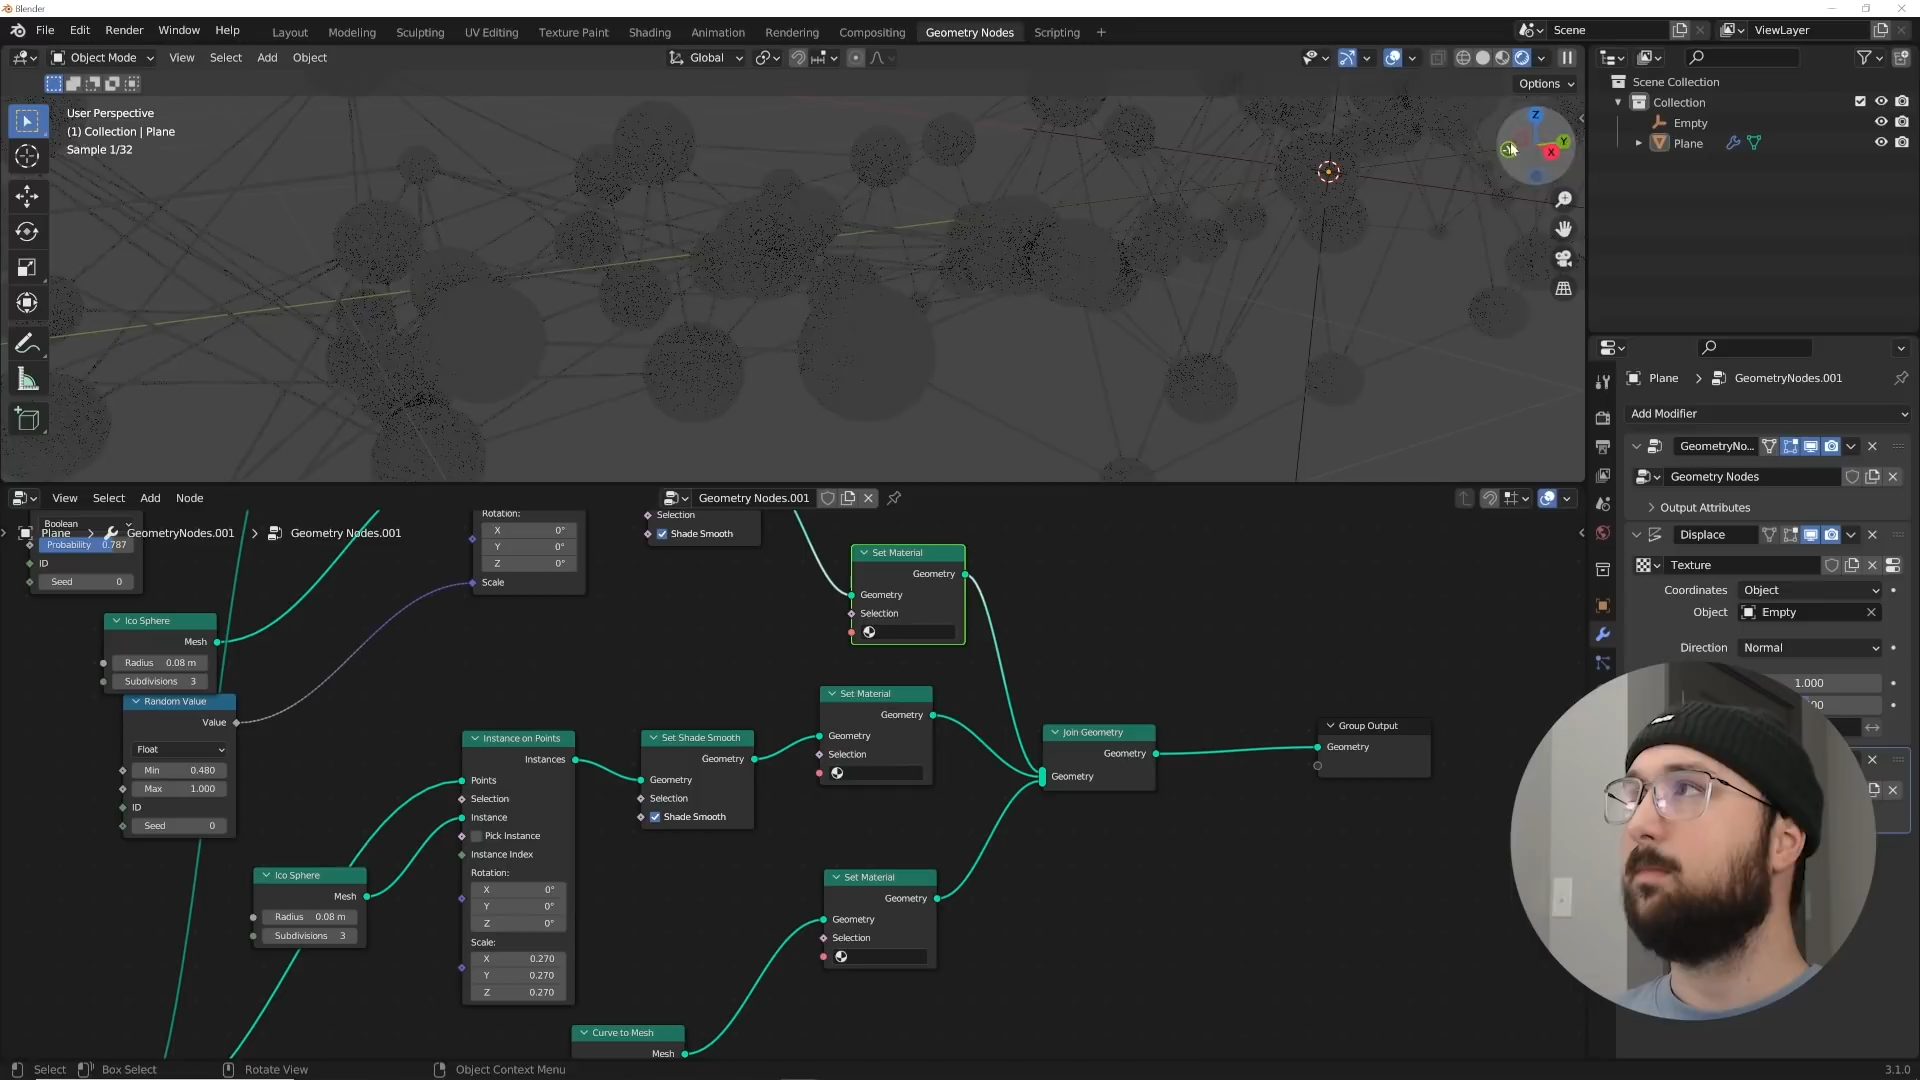 Blender
File Edit Render Window Help
Layout Modeling Sculpting UV Editing Texture Paint Shading Animation Rendering Compositing Geometry Nodes Scripting +
Scene
ViewLayer
Object Mode View Select Add Object
Global
Options
User Perspective
(1) Collection | Plane
Sample 1/32
Z
Y
X
Scene Collection
Collection
Empty
Plane
Plane > GeometryNodes.001
Add Modifier
GeometryNo...
Geometry Nodes
Output Attributes
Displace
Texture
Coordinates Object
Object Empty
Direction Normal
1.000
View Select Add Node
Geometry Nodes.001
Plane > GeometryNodes.001 > Geometry Nodes.001
Boolean
Probability 0.787
ID
Seed 0
Rotation:
X 0°
Y 0°
Z 0°
Scale
Selection
Shade Smooth
Set Material
Geometry
Geometry
Selection
Ico Sphere
Mesh
Radius 0.08 m
Subdivisions 3
Random Value
Value
Float
Min 0.480
Max 1.000
ID
Seed 0
Ico Sphere
Mesh
Radius 0.08 m
Subdivisions 3
Instance on Points
Instances
Points
Selection
Instance
Pick Instance
Instance Index
Rotation:
X 0°
Y 0°
Z 0°
Scale:
X 0.270
Y 0.270
Z 0.270
Set Shade Smooth
Geometry
Geometry
Selection
Shade Smooth
Set Material
Geometry
Geometry
Selection
Set Material
Geometry
Geometry
Selection
Curve to Mesh
Mesh
Join Geometry
Geometry
Geometry
Group Output
Geometry
Select Box Select Rotate View Object Context Menu
3.1.0